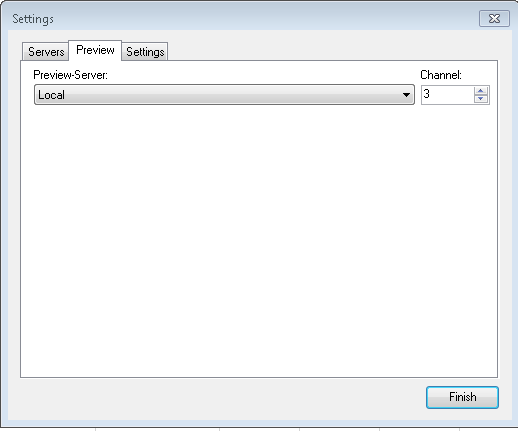 Settings
Servers Preview Settings
Preview-Server: Channel:
Local 3
Finish